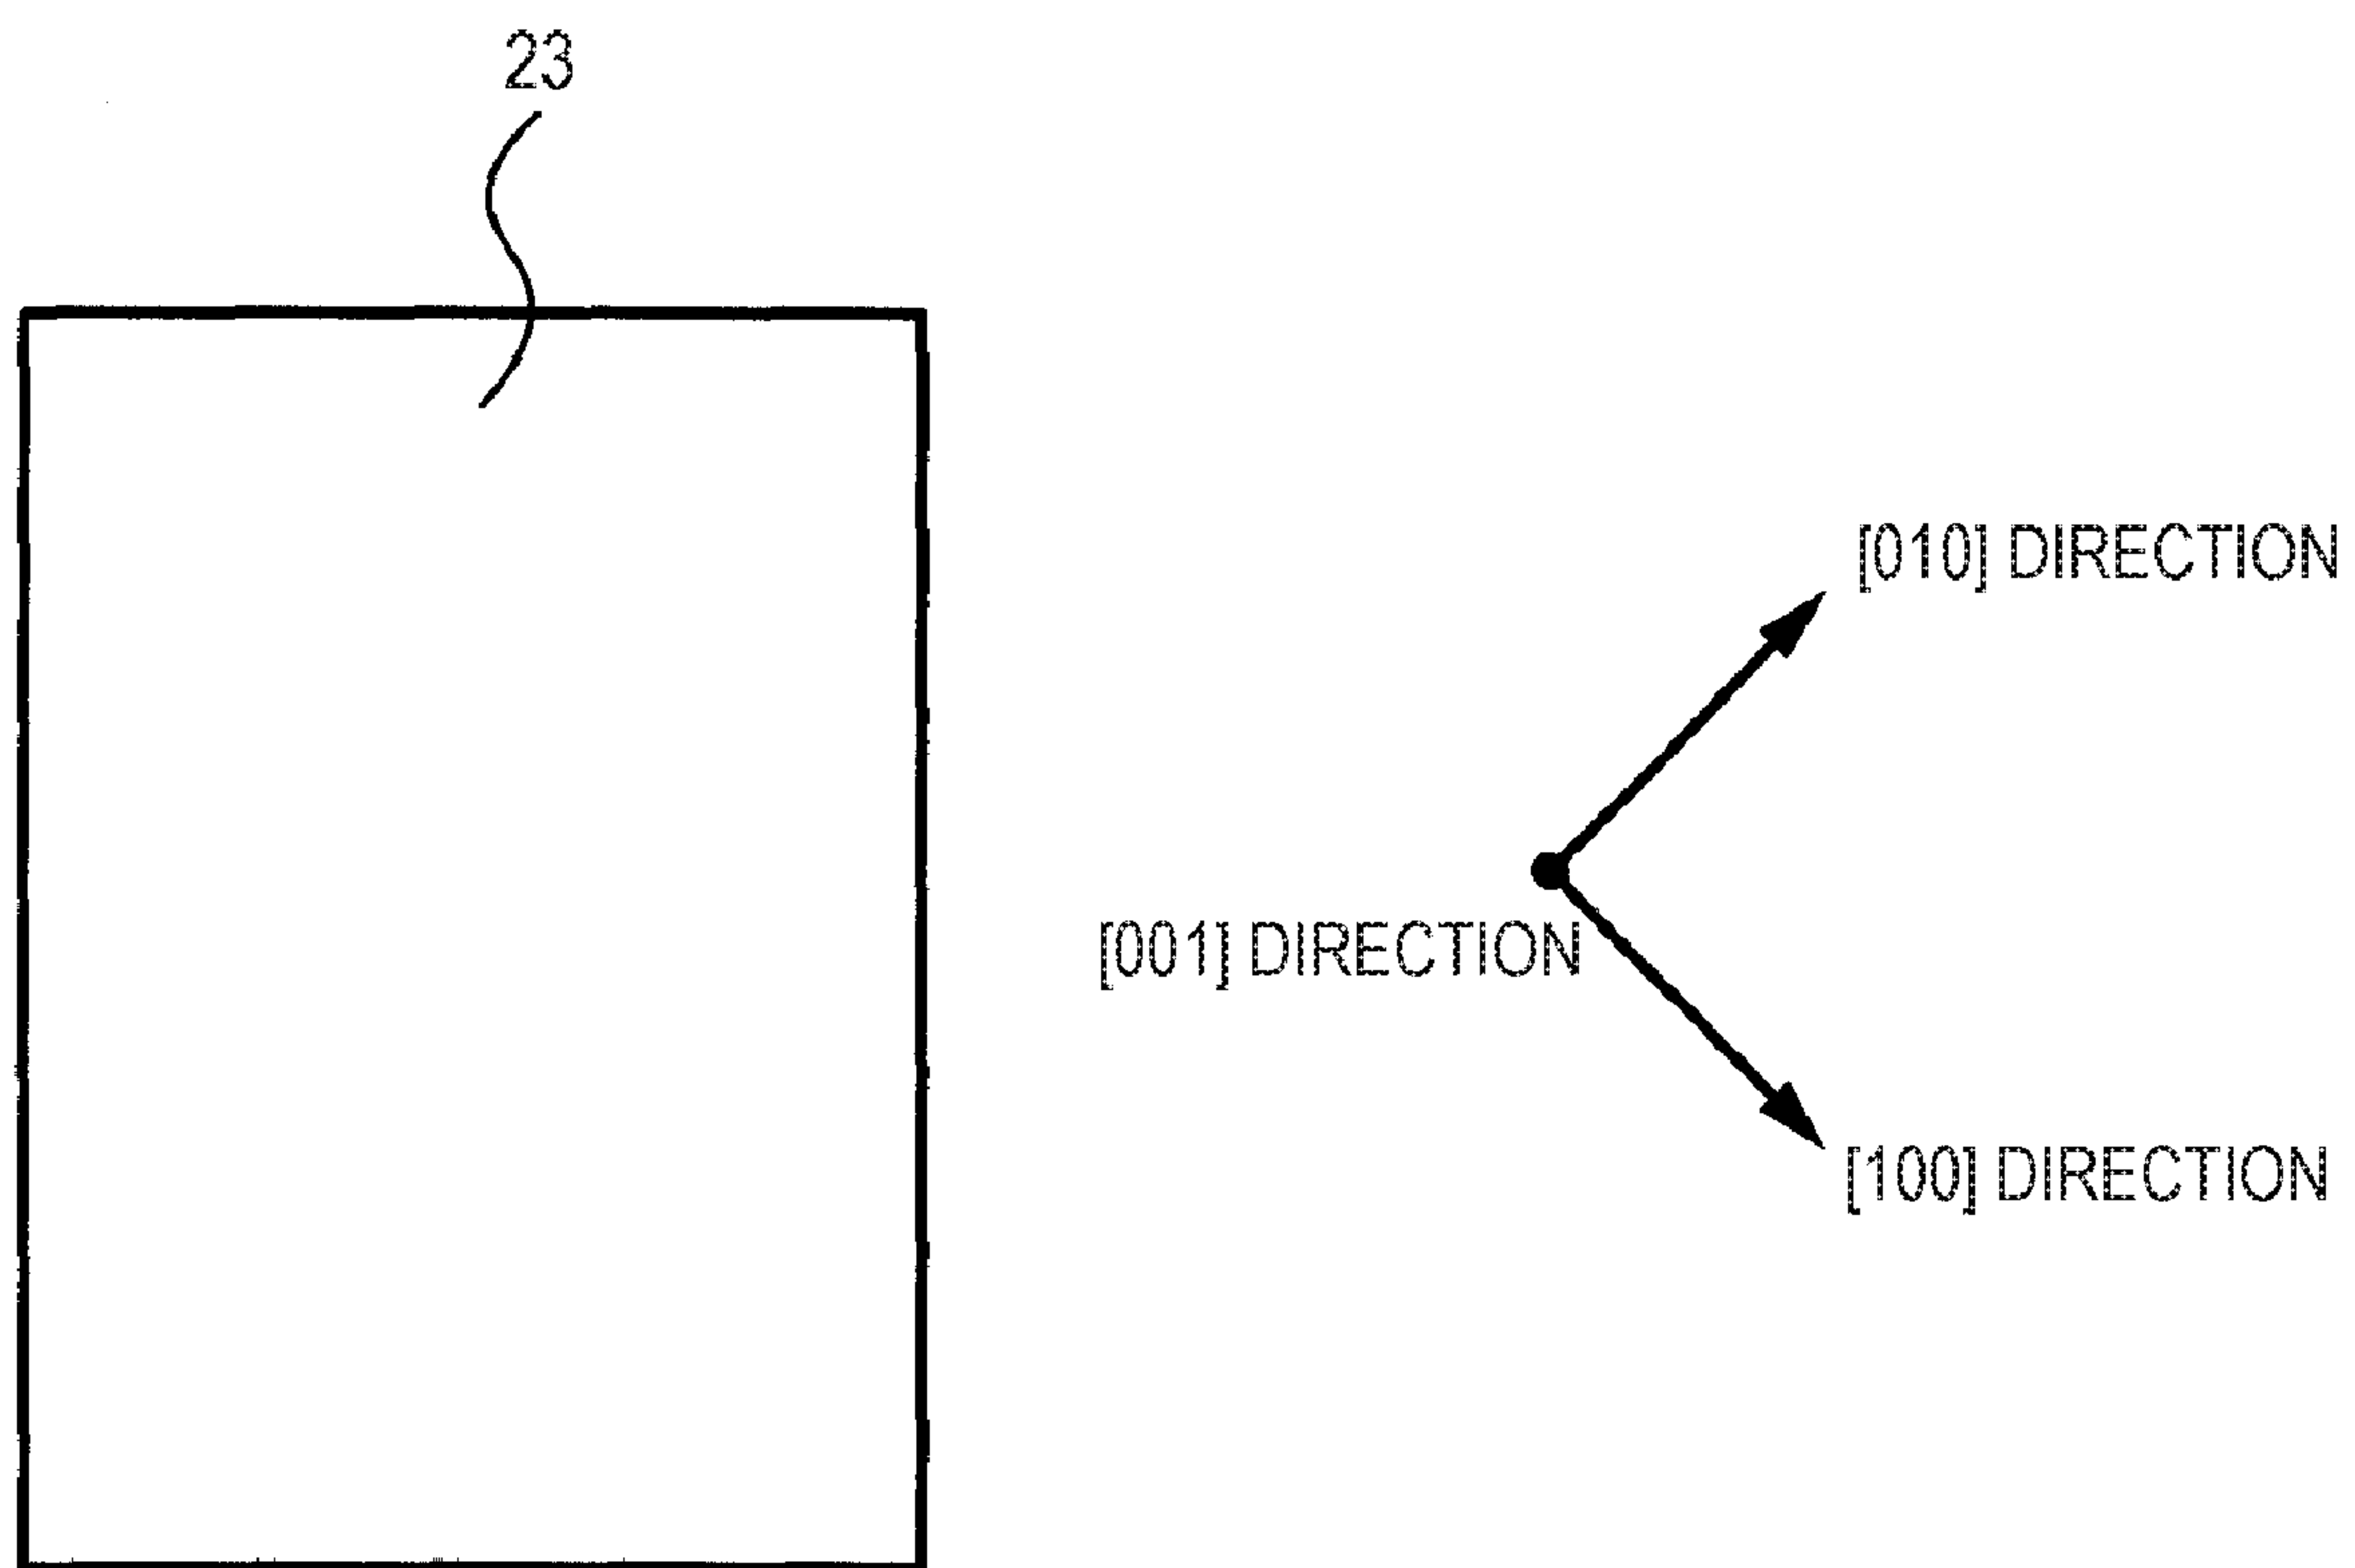 23
[010] DIRECTION
[001] DIRECTION
[100] DIRECTION